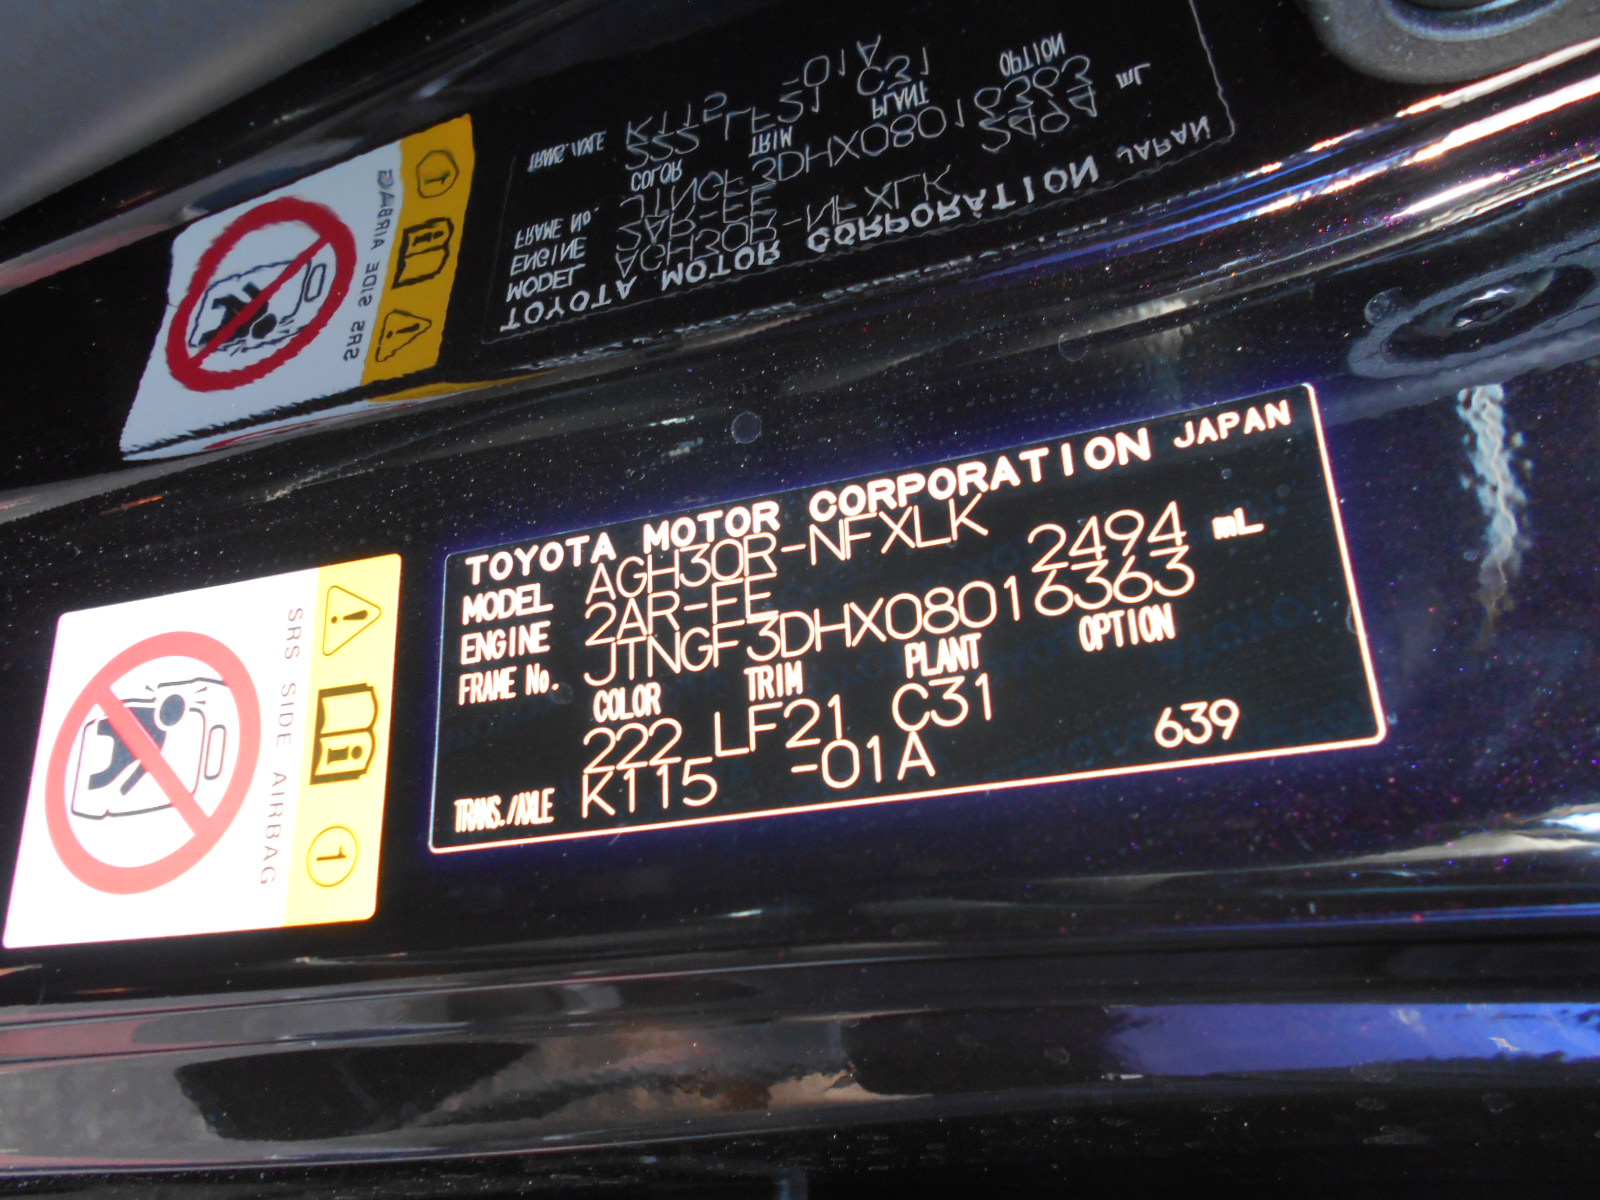 TOYOTA MOTOR CORPORATION JAPAN
MODEL AGH30R-NFXLK
ENGINE 2AR-FE 2494 mL
FRAME No. JTNGF3DHX08016363
COLOR TRIM PLANT OPTION
222 LF21 C31
TRANS./AXLE K115 -01A 639
SRS SIDE AIRBAG
1